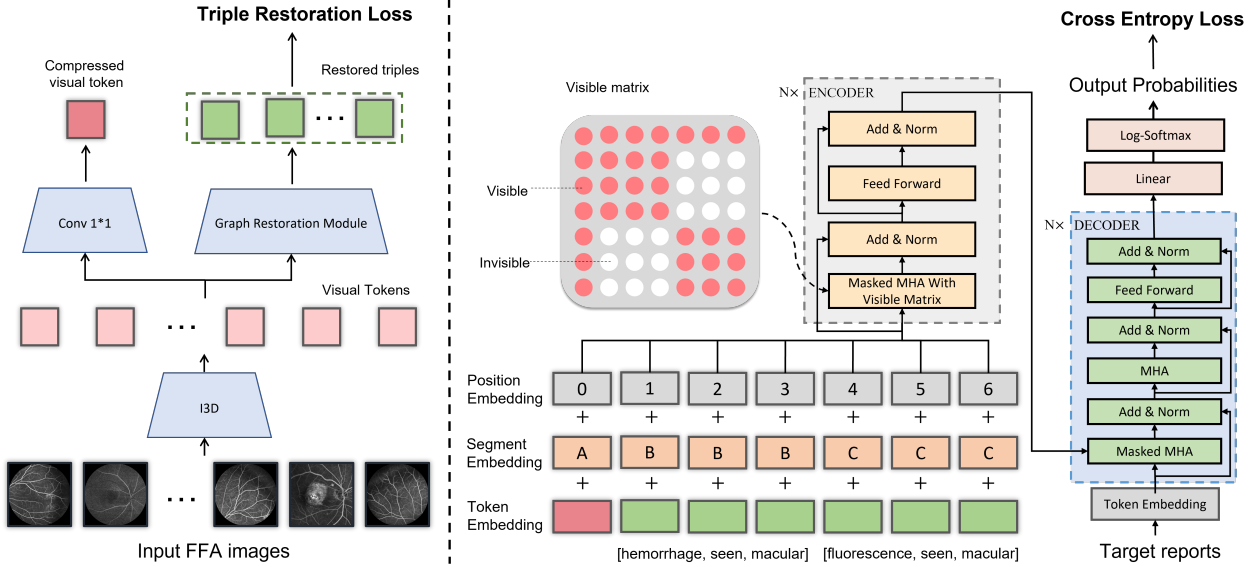 Triple Restoration Loss
Compressed
visual token
Restored triples
Conv 1*1
Graph Restoration Module
Visual Tokens
I3D
Input FFA images
Visible matrix
Visible
Invisible
N× ENCODER
Add & Norm
Feed Forward
Add & Norm
Masked MHA With
Visible Matrix
Position
Embedding
0 1 2 3 4 5 6
+ + + + + + +
Segment
Embedding
A B B B C C C
+ + + + + + +
Token
Embedding
[hemorrhage, seen, macular] [fluorescence, seen, macular]
Cross Entropy Loss
Output Probabilities
Log-Softmax
Linear
N× DECODER
Add & Norm
Feed Forward
Add & Norm
MHA
Add & Norm
Masked MHA
Token Embedding
Target reports